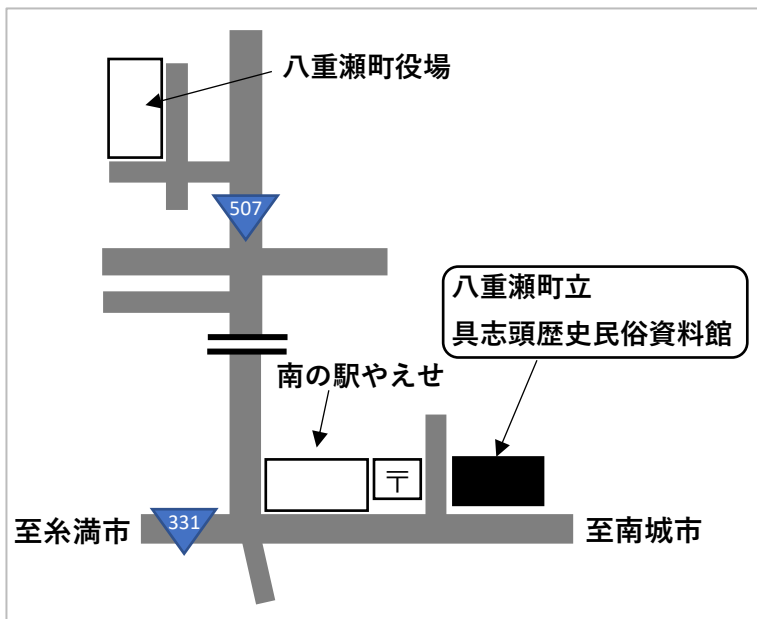 八重瀬町役場
507
八重瀬町立
具志頭歴史民俗資料館
南の駅やえせ
〒
至糸満市
331
至南城市